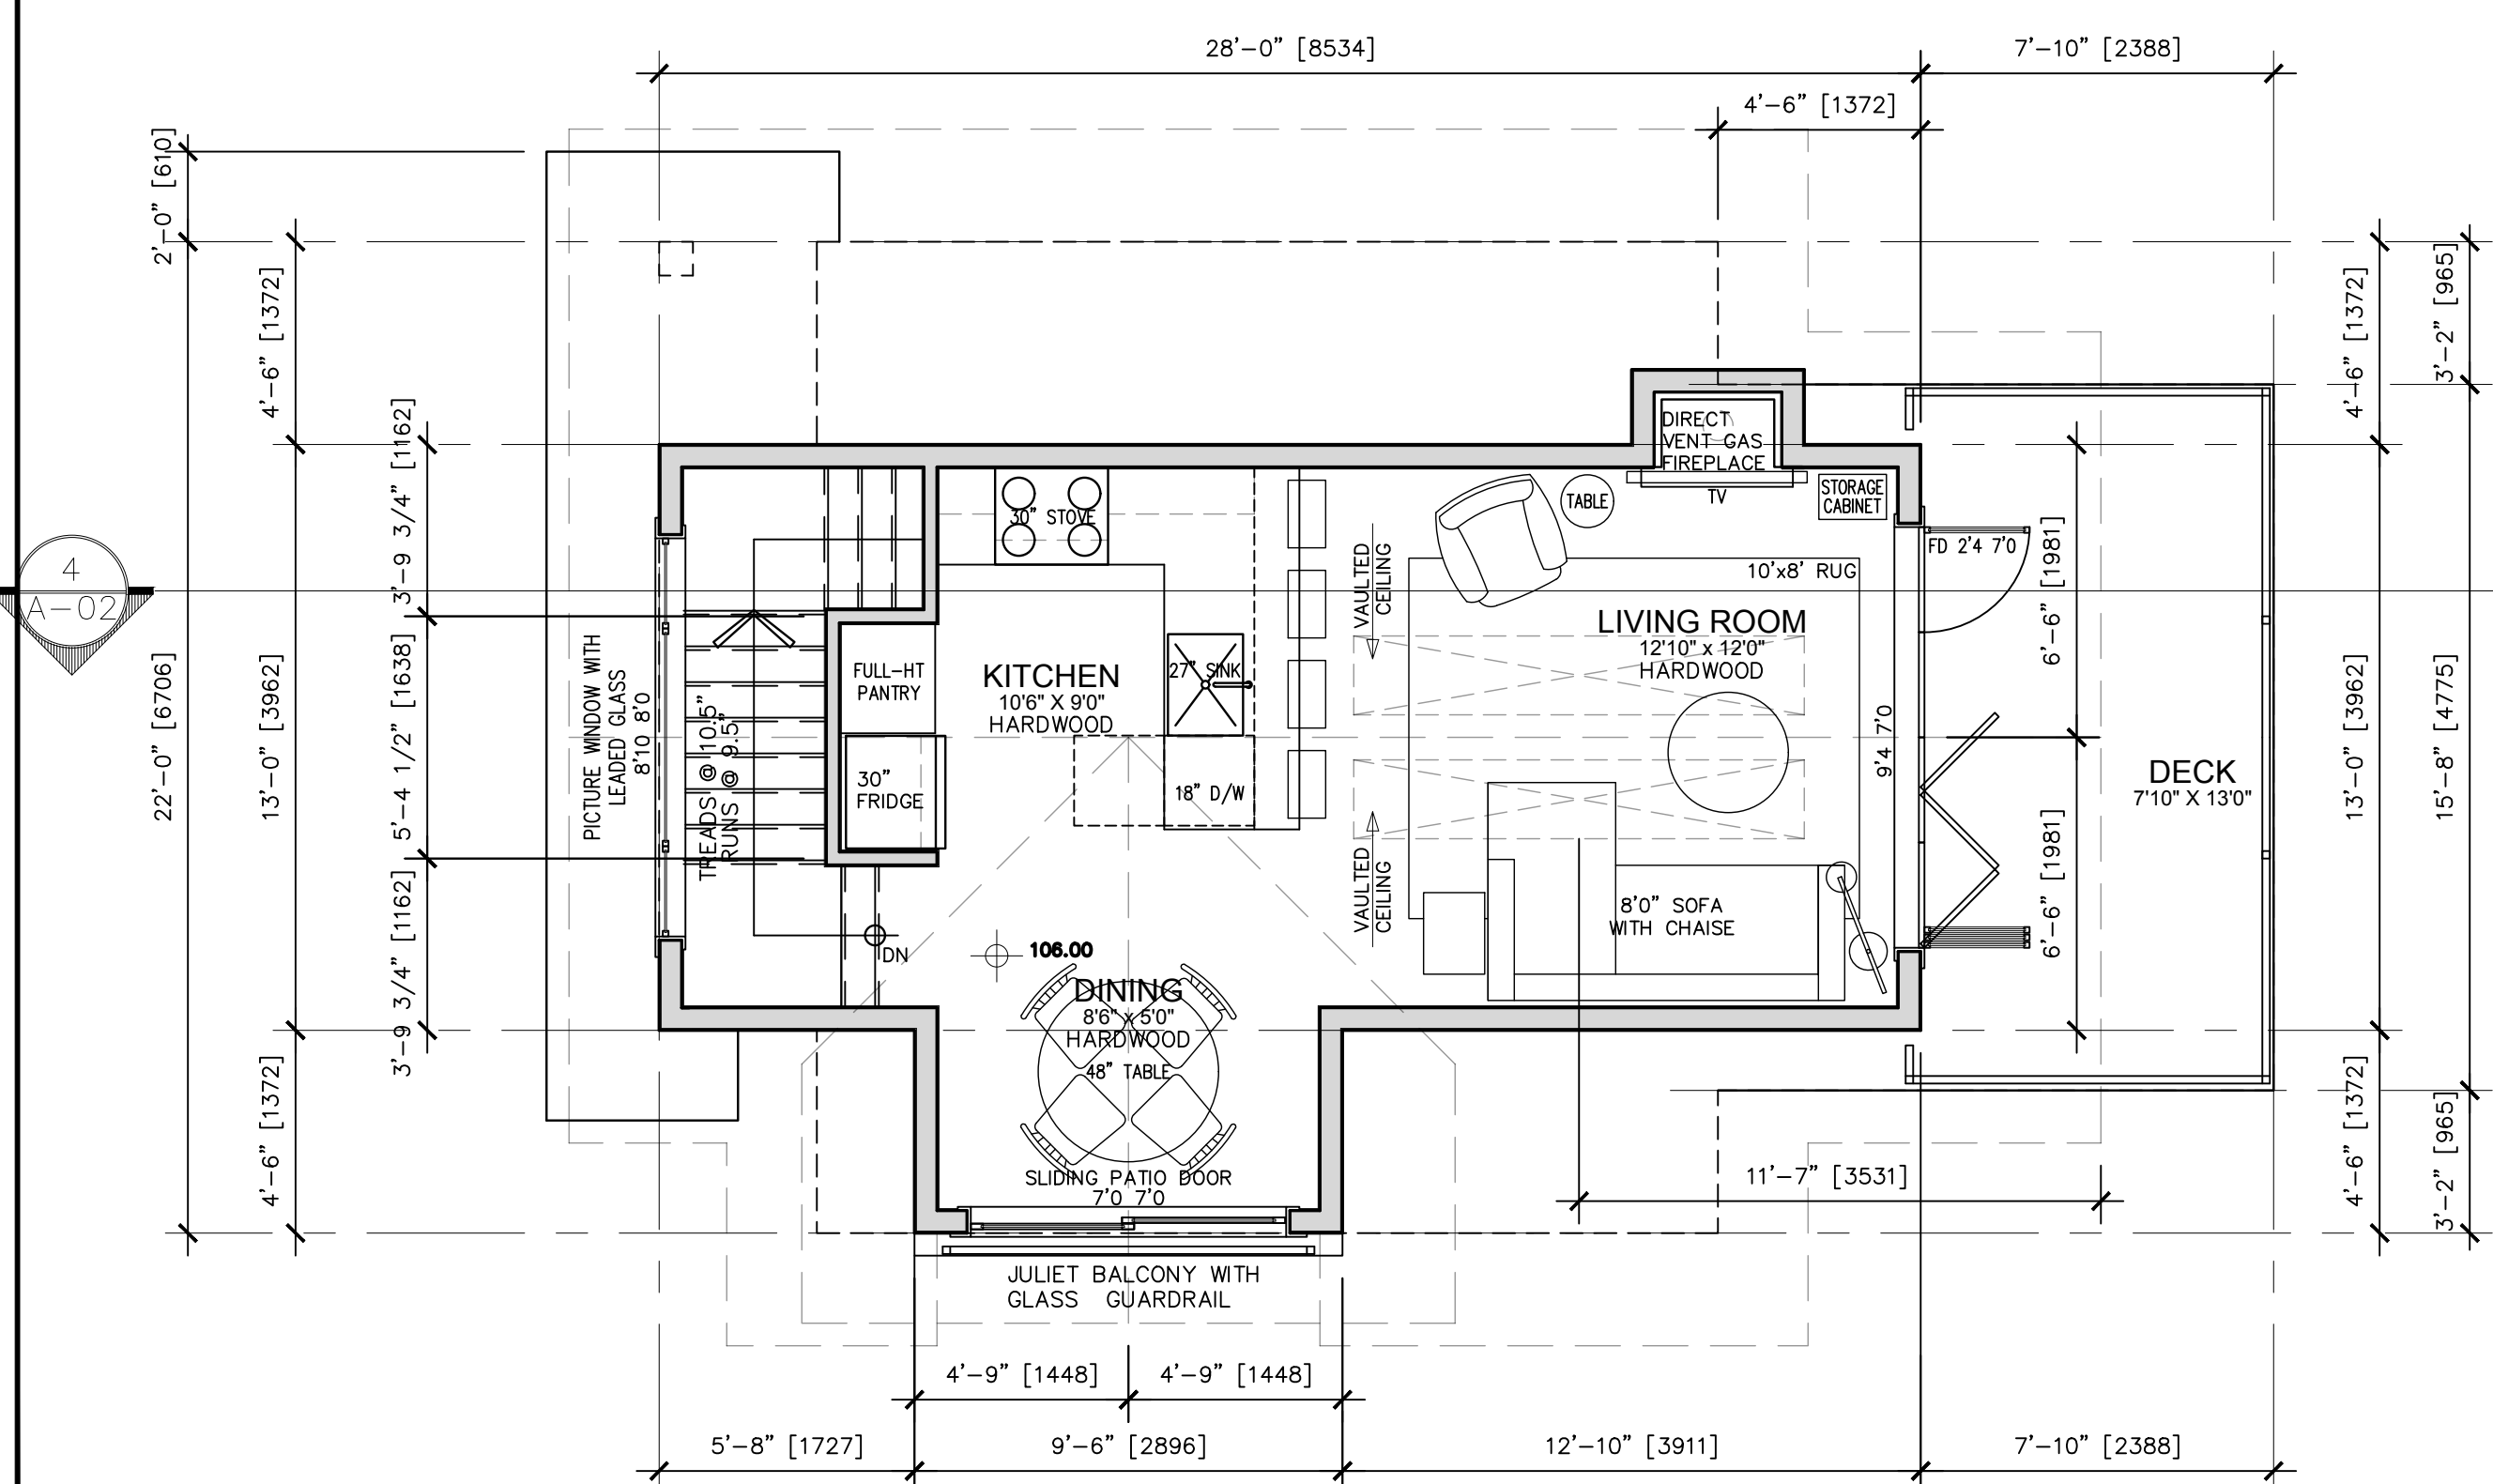 28'-0" [8534]
7'-10" [2388]
4'-6" [1372]
2'-0" [610]
22'-0" [6706]
4'-6" [1372]
13'-0" [3962]
4'-6" [1372]
3'-9 3/4" [1162]
5'-4 1/2" [1638]
3'-9 3/4" [1162]
4
A-02
PICTURE WINDOW WITH
LEADED GLASS
8'10 8'0
TREADS @ 10.5"
RUNS @ 9.5"
DN
FULL-HT
PANTRY
30"
FRIDGE
30" STOVE
KITCHEN
10'6" X 9'0"
HARDWOOD
27" SINK
18" D/W
106.00
DINING
8'6" x 5'0"
HARDWOOD
48" TABLE
SLIDING PATIO DOOR
7'0 7'0
JULIET BALCONY WITH
GLASS GUARDRAIL
VAULTED
CEILING
VAULTED
CEILING
DIRECT
VENT GAS
FIREPLACE
TV
TABLE
STORAGE
CABINET
10'x8' RUG
LIVING ROOM
12'10" x 12'0"
HARDWOOD
8'0" SOFA
WITH CHAISE
9'4 7'0
FD 2'4 7'0
6'-6" [1981]
6'-6" [1981]
DECK
7'10" X 13'0"
4'-6" [1372]
13'-0" [3962]
4'-6" [1372]
3'-2" [965]
15'-8" [4775]
3'-2" [965]
11'-7" [3531]
4'-9" [1448]
4'-9" [1448]
5'-8" [1727]
9'-6" [2896]
12'-10" [3911]
7'-10" [2388]